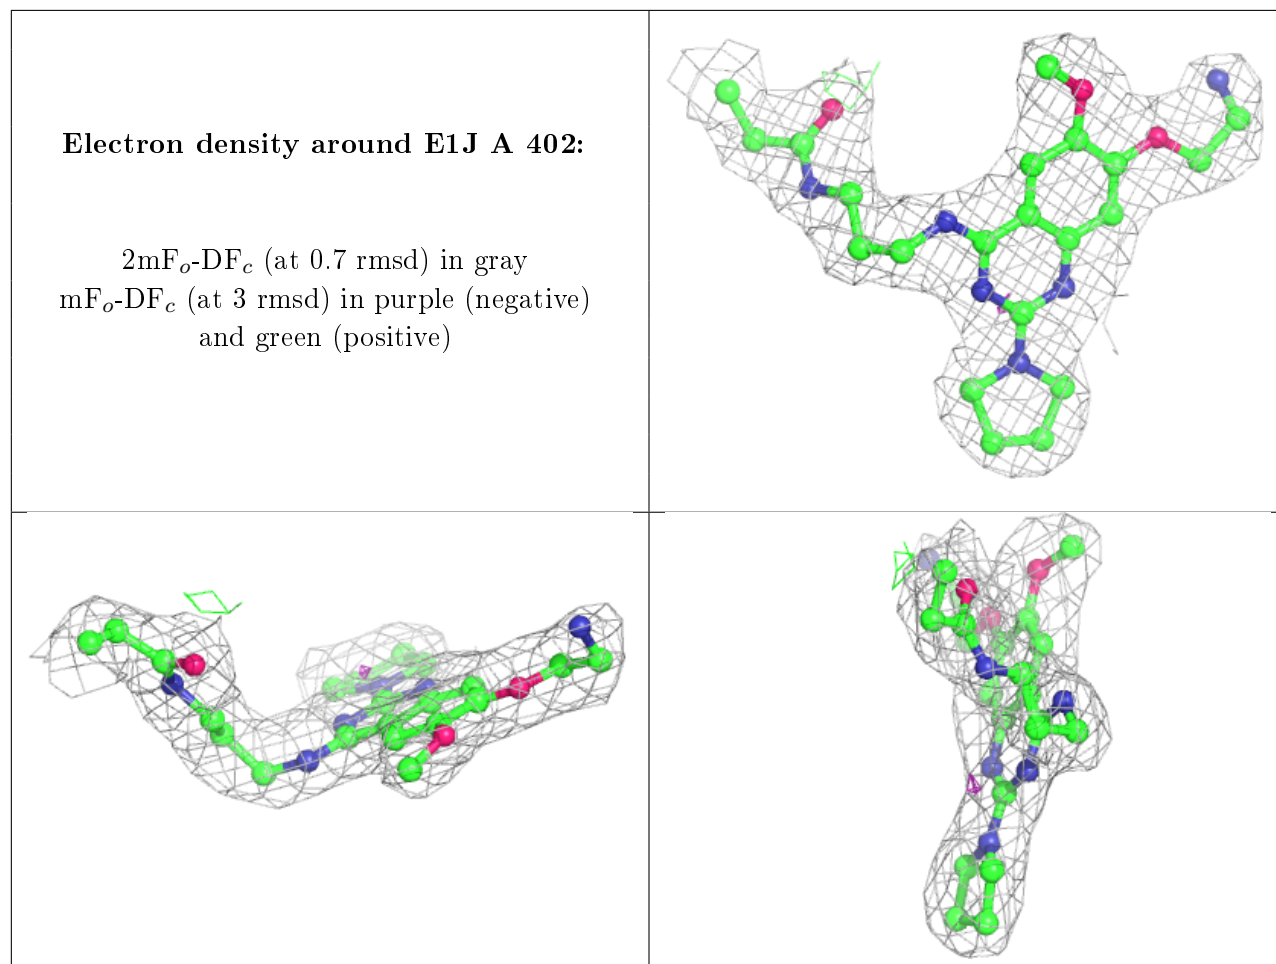 Electron density around E1J A 402:
2mFo-DFc (at 0.7 rmsd) in gray
mFo-DFc (at 3 rmsd) in purple (negative)
and green (positive)